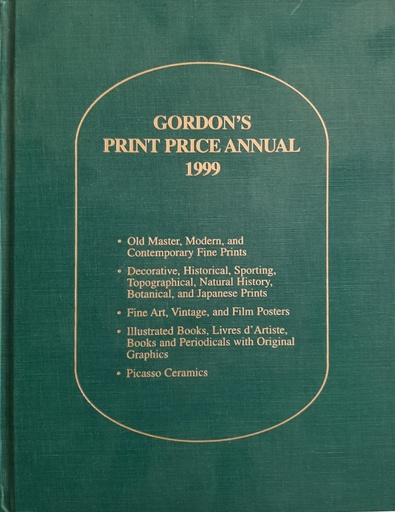 GORDON'S
PRINT PRICE ANNUAL
1999
• Old Master, Modern, and
Contemporary Fine Prints
• Decorative, Historical, Sporting,
Topographical, Natural History,
Botanical, and Japanese Prints
• Fine Art, Vintage, and Film Posters
• Illustrated Books, Livres d'Artiste,
Books and Periodicals with Original
Graphics
• Picasso Ceramics